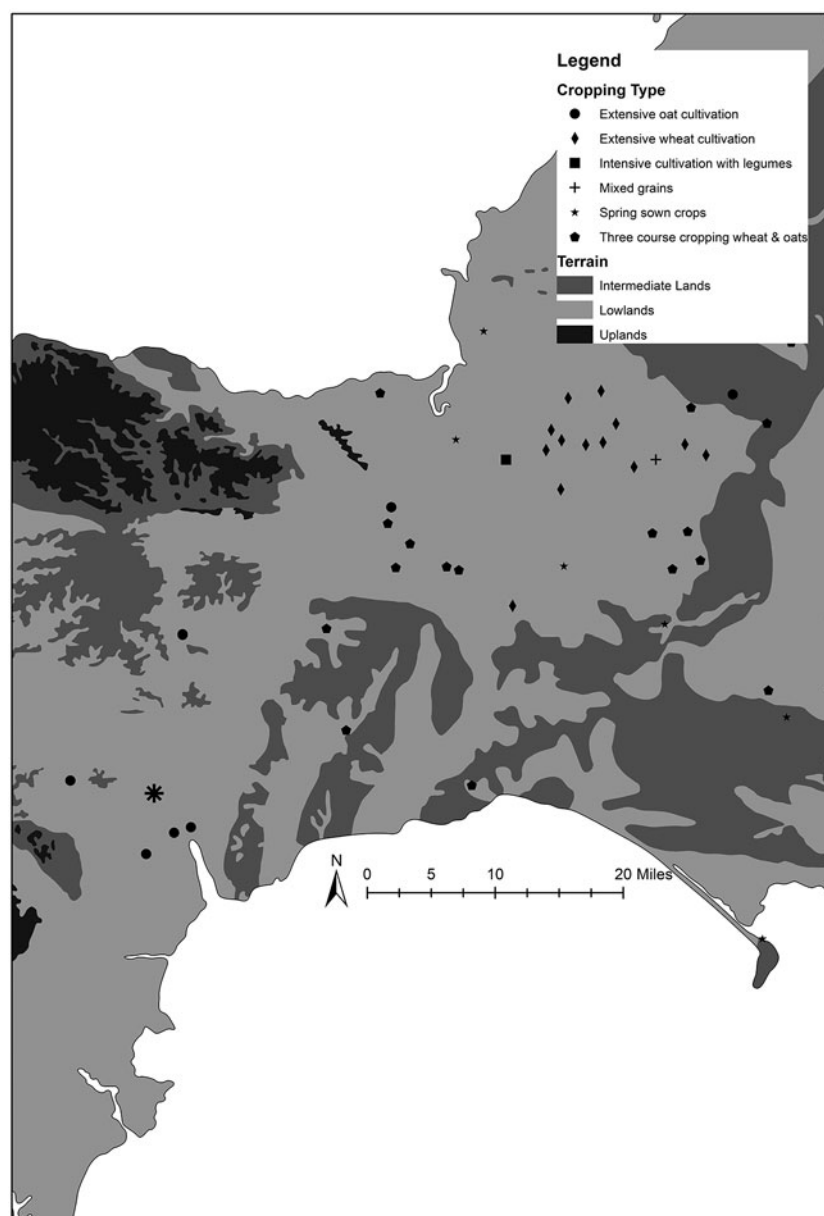 Legend
Cropping Type
Extensive oat cultivation
Extensive wheat cultivation
Intensive cultivation with legumes
Mixed grains
Spring sown crops
Three course cropping wheat & oats
Terrain
Intermediate Lands
Lowlands
Uplands
N
0 5 10 20 Miles